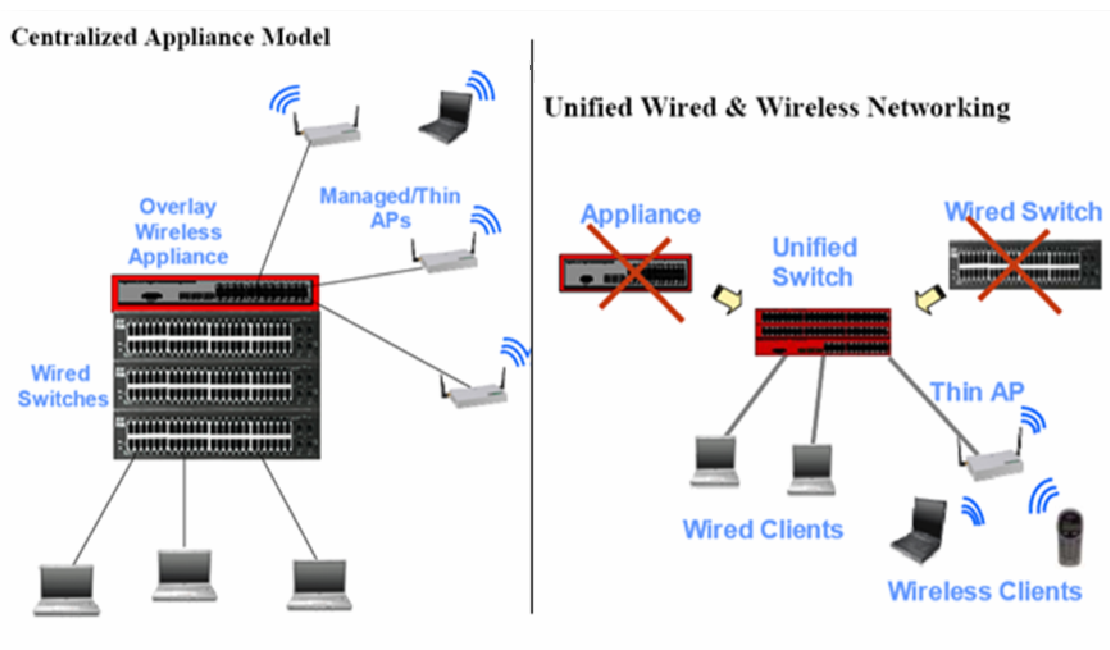 Centralized Appliance Model
Overlay
Wireless
Appliance
Managed/Thin
APs
Wired
Switches
Unified Wired & Wireless Networking
Appliance
Wired Switch
Unified
Switch
Thin AP
Wired Clients
Wireless Clients